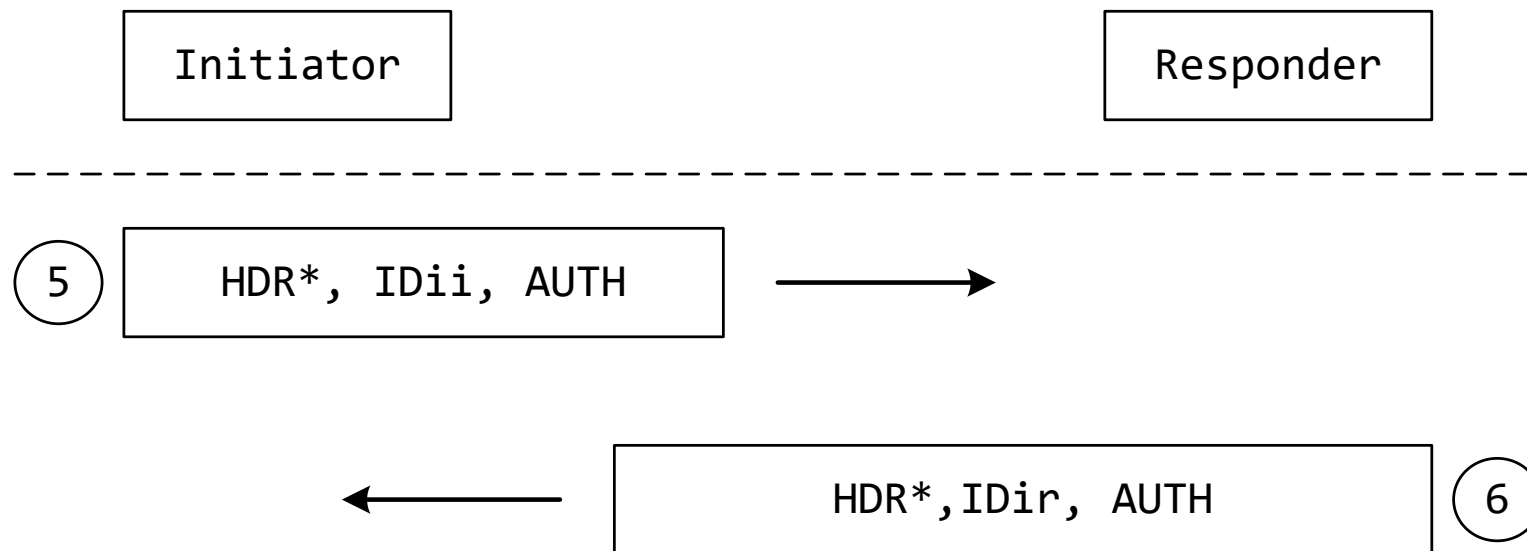 Initiator
Responder
5
HDR*, IDii, AUTH
HDR*,IDir, AUTH
6